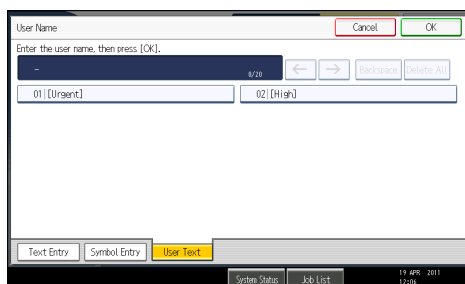 User Name
Cancel
OK
Enter the user name, then press [OK].
_
0/20
← → Backspace Delete All
01|[Urgent]
02|[High]
Text Entry
Symbol Entry
User Text
System Status
Job List
19 APR 2011
12:06